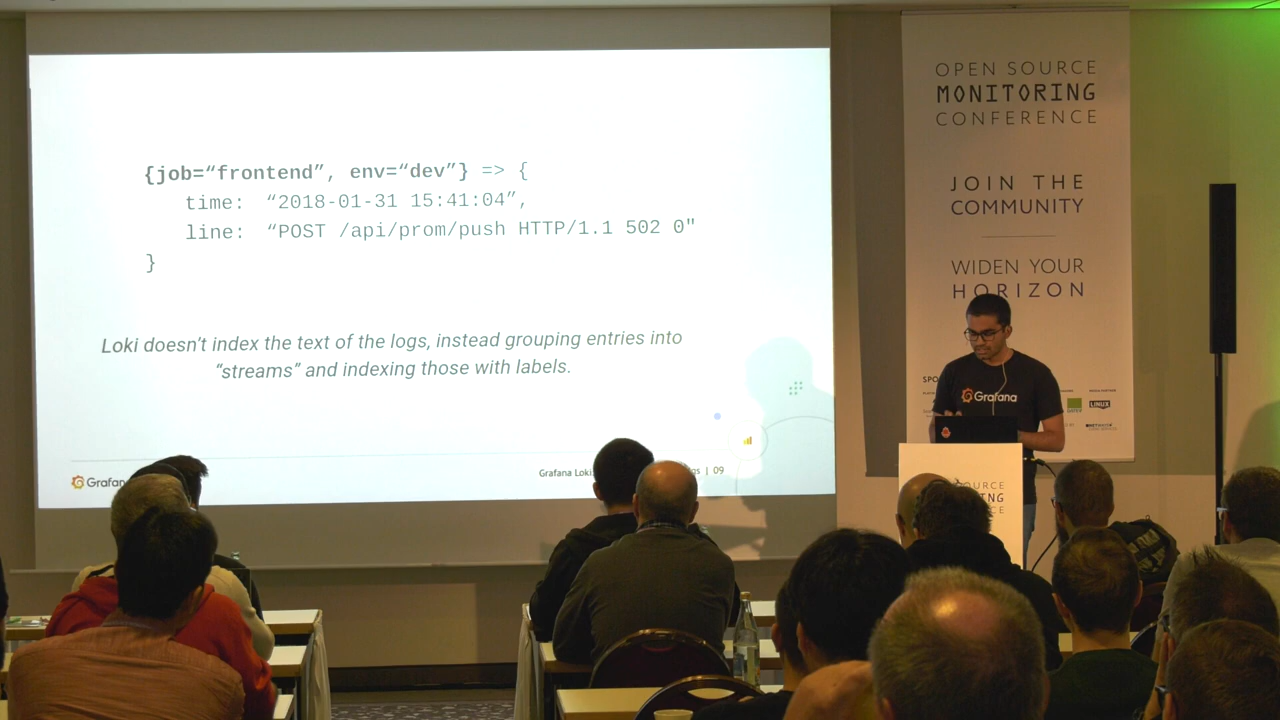 {job=“frontend”, env=“dev”} => {
time: “2018-01-31 15:41:04”,
line: “POST /api/prom/push HTTP/1.1 502 0"
}
Loki doesn’t index the text of the logs, instead grouping entries into
“streams” and indexing those with labels.
Grafana Loki
| 09
OPEN SOURCE
MONITORING
CONFERENCE
JOIN THE
COMMUNITY
WIDEN YOUR
HORIZON
Grafana
LINUX